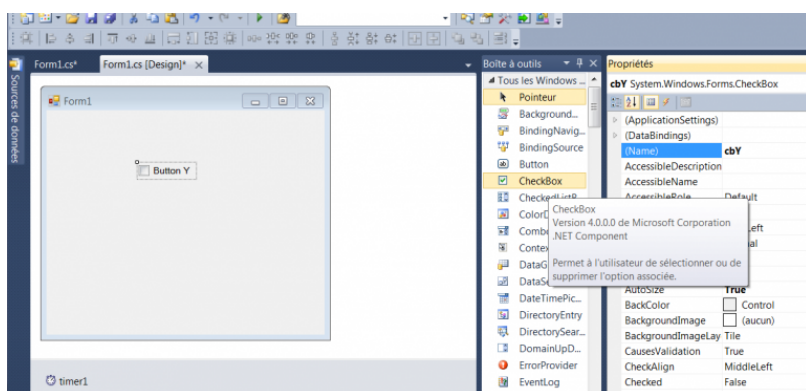 Form1.cs*
Form1.cs [Design]*
Sources de données
Form1
Button Y
timer1
Boîte à outils
Tous les Windows ...
Pointeur
Background...
BindingNavig...
BindingSource
Button
CheckBox
CheckedListB...
ColorD
Combo
Contex
DataG
DataSe
DateTimePic...
DirectoryEntry
DirectorySear...
DomainUpD...
ErrorProvider
EventLog
CheckBox
Version 4.0.0.0 de Microsoft Corporation
.NET Component
Permet à l'utilisateur de sélectionner ou de
supprimer l'option associée.
Propriétés
cbY System.Windows.Forms.CheckBox
(ApplicationSettings)
(DataBindings)
(Name) cbY
AccessibleDescription
AccessibleName
AccessibleRole Default
AutoSize True
BackColor Control
BackgroundImage (aucun)
BackgroundImageLay Tile
CausesValidation True
CheckAlign MiddleLeft
Checked False